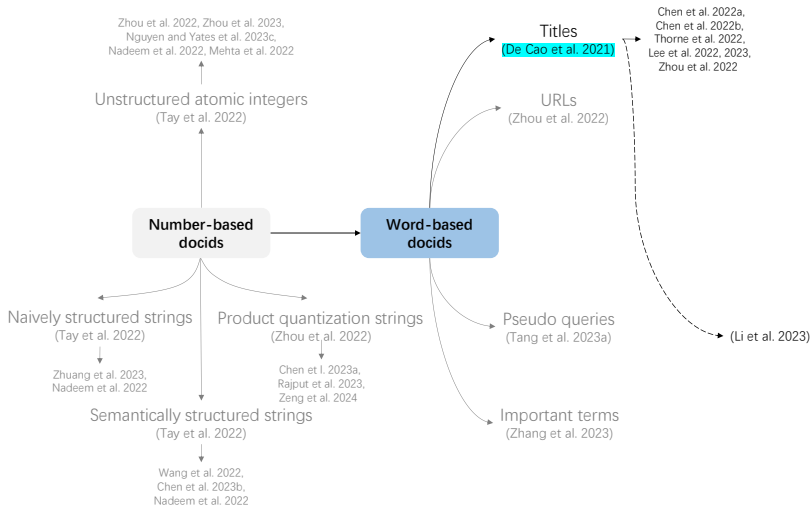 Zhou et al. 2022, Zhou et al. 2023,
Nguyen and Yates et al. 2023c,
Nadeem et al. 2022, Mehta et al. 2022
Unstructured atomic integers
(Tay et al. 2022)
Number-based
docids
Naively structured strings
(Tay et al. 2022)
Zhuang et al. 2023,
Nadeem et al. 2022
Product quantization strings
(Zhou et al. 2022)
Chen et l. 2023a,
Rajput et al. 2023,
Zeng et al. 2024
Semantically structured strings
(Tay et al. 2022)
Wang et al. 2022,
Chen et al. 2023b,
Nadeem et al. 2022
Word-based
docids
Titles
(De Cao et al. 2021)
Chen et al. 2022a,
Chen et al. 2022b,
Thorne et al. 2022,
Lee et al. 2022, 2023,
Zhou et al. 2022
URLs
(Zhou et al. 2022)
Pseudo queries
(Tang et al. 2023a)
(Li et al. 2023)
Important terms
(Zhang et al. 2023)